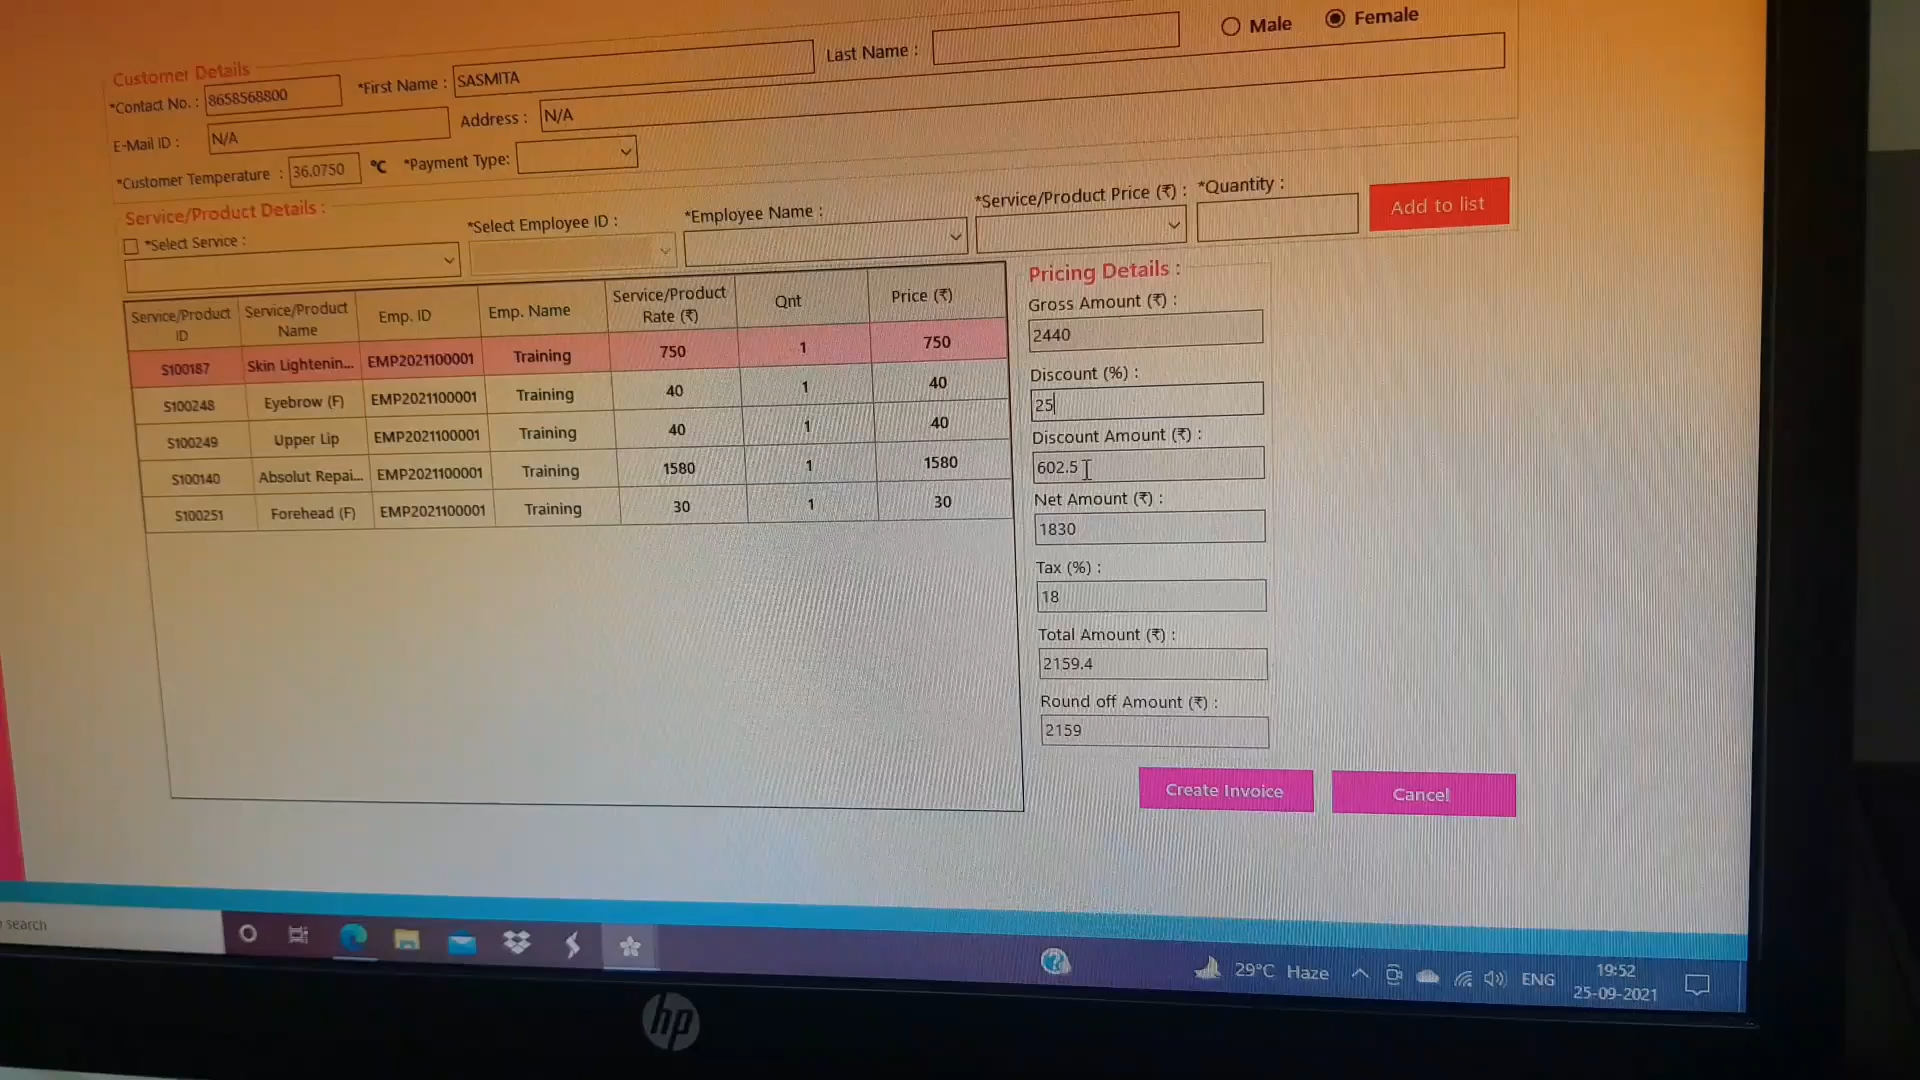 Customer Details
*Contact No. : 8658568800 *First Name : SASMITA Last Name : Male Female
E-Mail ID : N/A Address : N/A
*Customer Temperature : 36.0750 °C *Payment Type:
Service/Product Details :
*Select Service : *Select Employee ID : *Employee Name : *Service/Product Price (₹) : *Quantity : Add to list
Service/Product ID Service/Product Name Emp. ID Emp. Name Service/Product Rate (₹) Qnt Price (₹)
S100187 Skin Lightenin... EMP2021100001 Training 750 1 750
S100248 Eyebrow (F) EMP2021100001 Training 40 1 40
S100249 Upper Lip EMP2021100001 Training 40 1 40
S100140 Absolut Repai... EMP2021100001 Training 1580 1 1580
S100251 Forehead (F) EMP2021100001 Training 30 1 30
Pricing Details :
Gross Amount (₹) :
2440
Discount (%) :
25
Discount Amount (₹) :
602.5
Net Amount (₹) :
1830
Tax (%) :
18
Total Amount (₹) :
2159.4
Round off Amount (₹) :
2159
Create Invoice Cancel
search 29°C Haze ENG 19:52
25-09-2021
hp